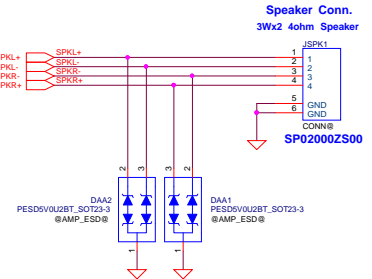 Speaker Conn.
3Wx2 4ohm Speaker
JSPK1
PKL+ SPKL+ 1 1
PKL- SPKL- 2 2
PKR- SPKR- 3 3
PKR+ SPKR+ 4 4
5 GND
6 GND
CONN@
SP02000ZS00
2 3 2 3
DAA2 DAA1
PESD5V0U2BT_SOT23-3 PESD5V0U2BT_SOT23-3
@AMP_ESD@ @AMP_ESD@
1 1